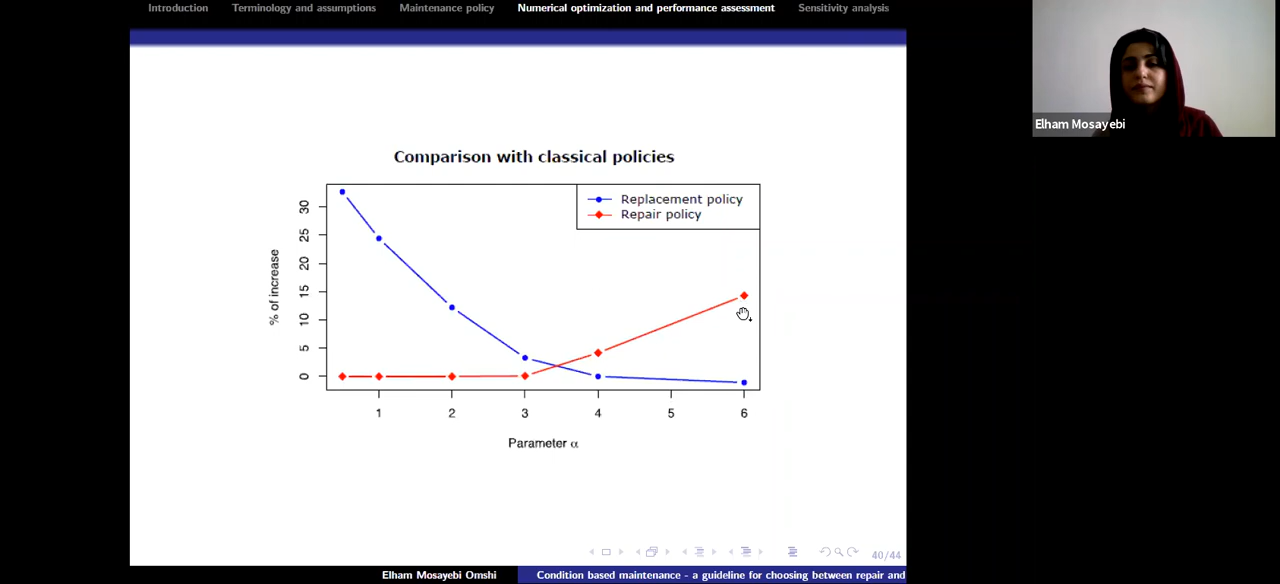 Introduction Terminology and assumptions Maintenance policy Numerical optimization and performance assessment Sensitivity analysis
Elham Mosayebi
Comparison with classical policies
Replacement policy
Repair policy
% of increase
30
25
20
15
10
5
0
1 2 3 4 5 6
Parameter α
40/44
Elham Mosayebi Omshi Condition based maintenance - a guideline for choosing between repair and